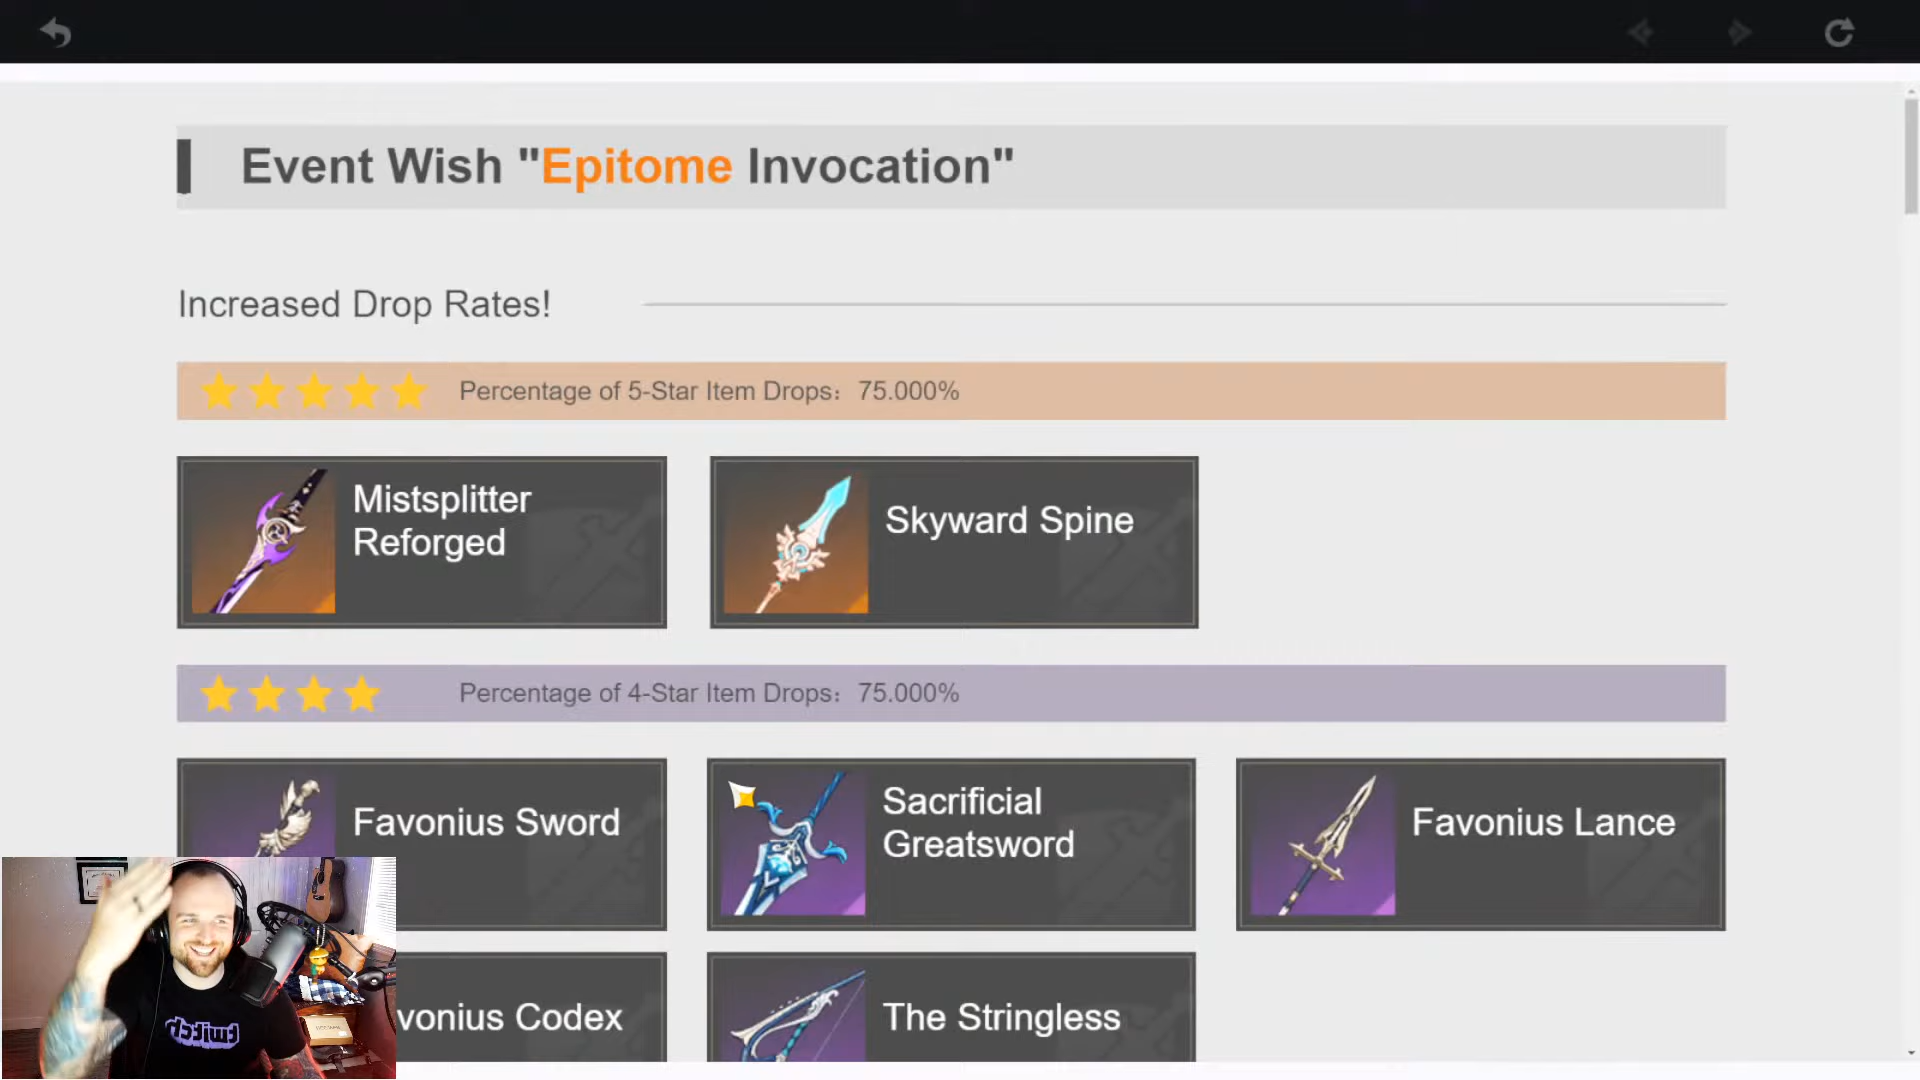 Event Wish "Epitome Invocation"
Increased Drop Rates!
Percentage of 5-Star Item Drops: 75.000%
Mistsplitter
Reforged
Skyward Spine
Percentage of 4-Star Item Drops: 75.000%
Favonius Sword
Sacrificial
Greatsword
Favonius Lance
vonius Codex
The Stringless
twitch